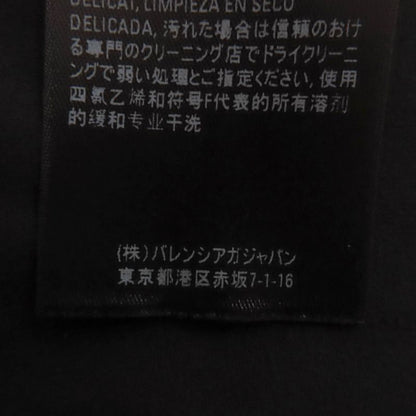 DELICAT, LIMPIEZA EN SECO
DELICADA, 汚れた場合は信頼のおけ
る専門のクリーニング店でドライクリーニ
ングで弱い処理とご指定ください, 使用
四氯乙烯和符号F代表的所有溶剂
的缓和专业干洗
(株)バレンシアガジャパン
東京都港区赤坂7-1-16